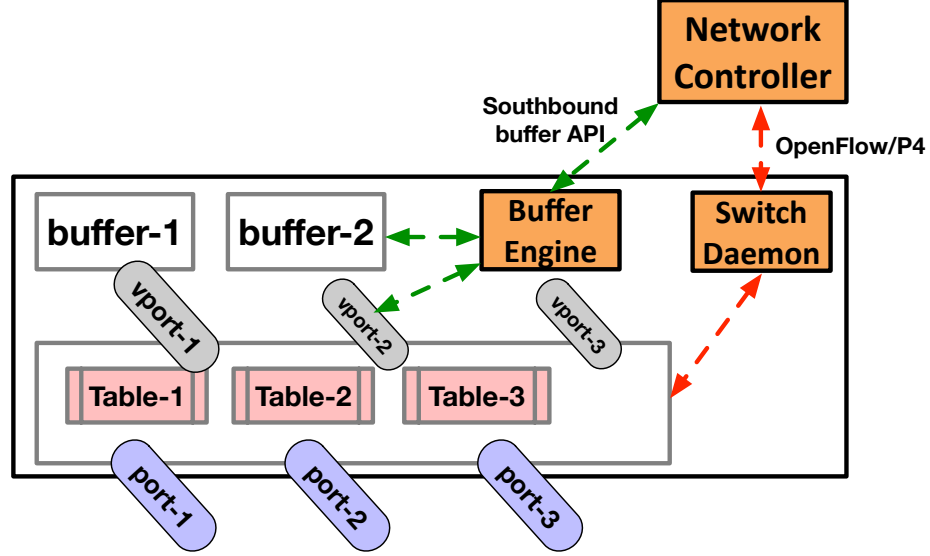 Network
Controller
Southbound
buffer API
OpenFlow/P4
buffer-1
buffer-2
Buffer
Engine
Switch
Daemon
vport-1
vport-2
vport-3
Table-1
Table-2
Table-3
port-1
port-2
port-3